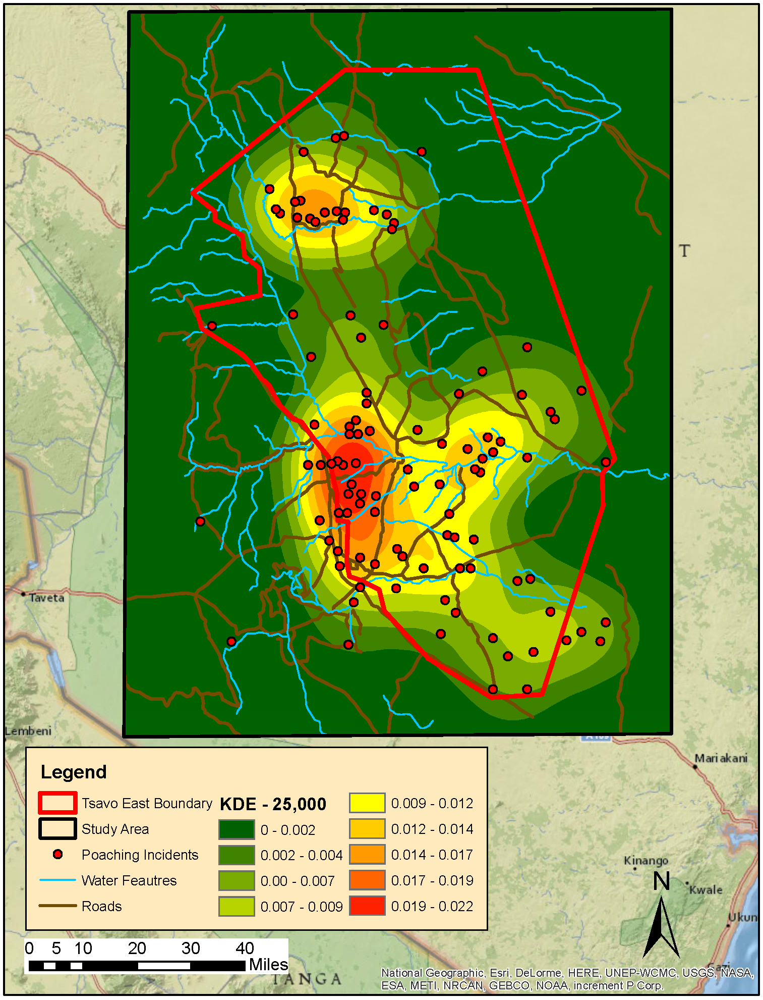 T
Taveta
Lembeni
Mariakani
Legend
Tsavo East Boundary
Study Area
Poaching Incidents
Water Feautres
Roads
KDE - 25,000
0 - 0.002
0.002 - 0.004
0.00 - 0.007
0.007 - 0.009
0.009 - 0.012
0.012 - 0.014
0.014 - 0.017
0.017 - 0.019
0.019 - 0.022
Kinango
N
Kwale
Ukun
0 5 10 20 30 40
Miles
TANGA
Gazi
National Geographic, Esri, DeLorme, HERE, UNEP-WCMC, USGS, NASA,
ESA, METI, NRCAN, GEBCO, NOAA, increment P Corp.